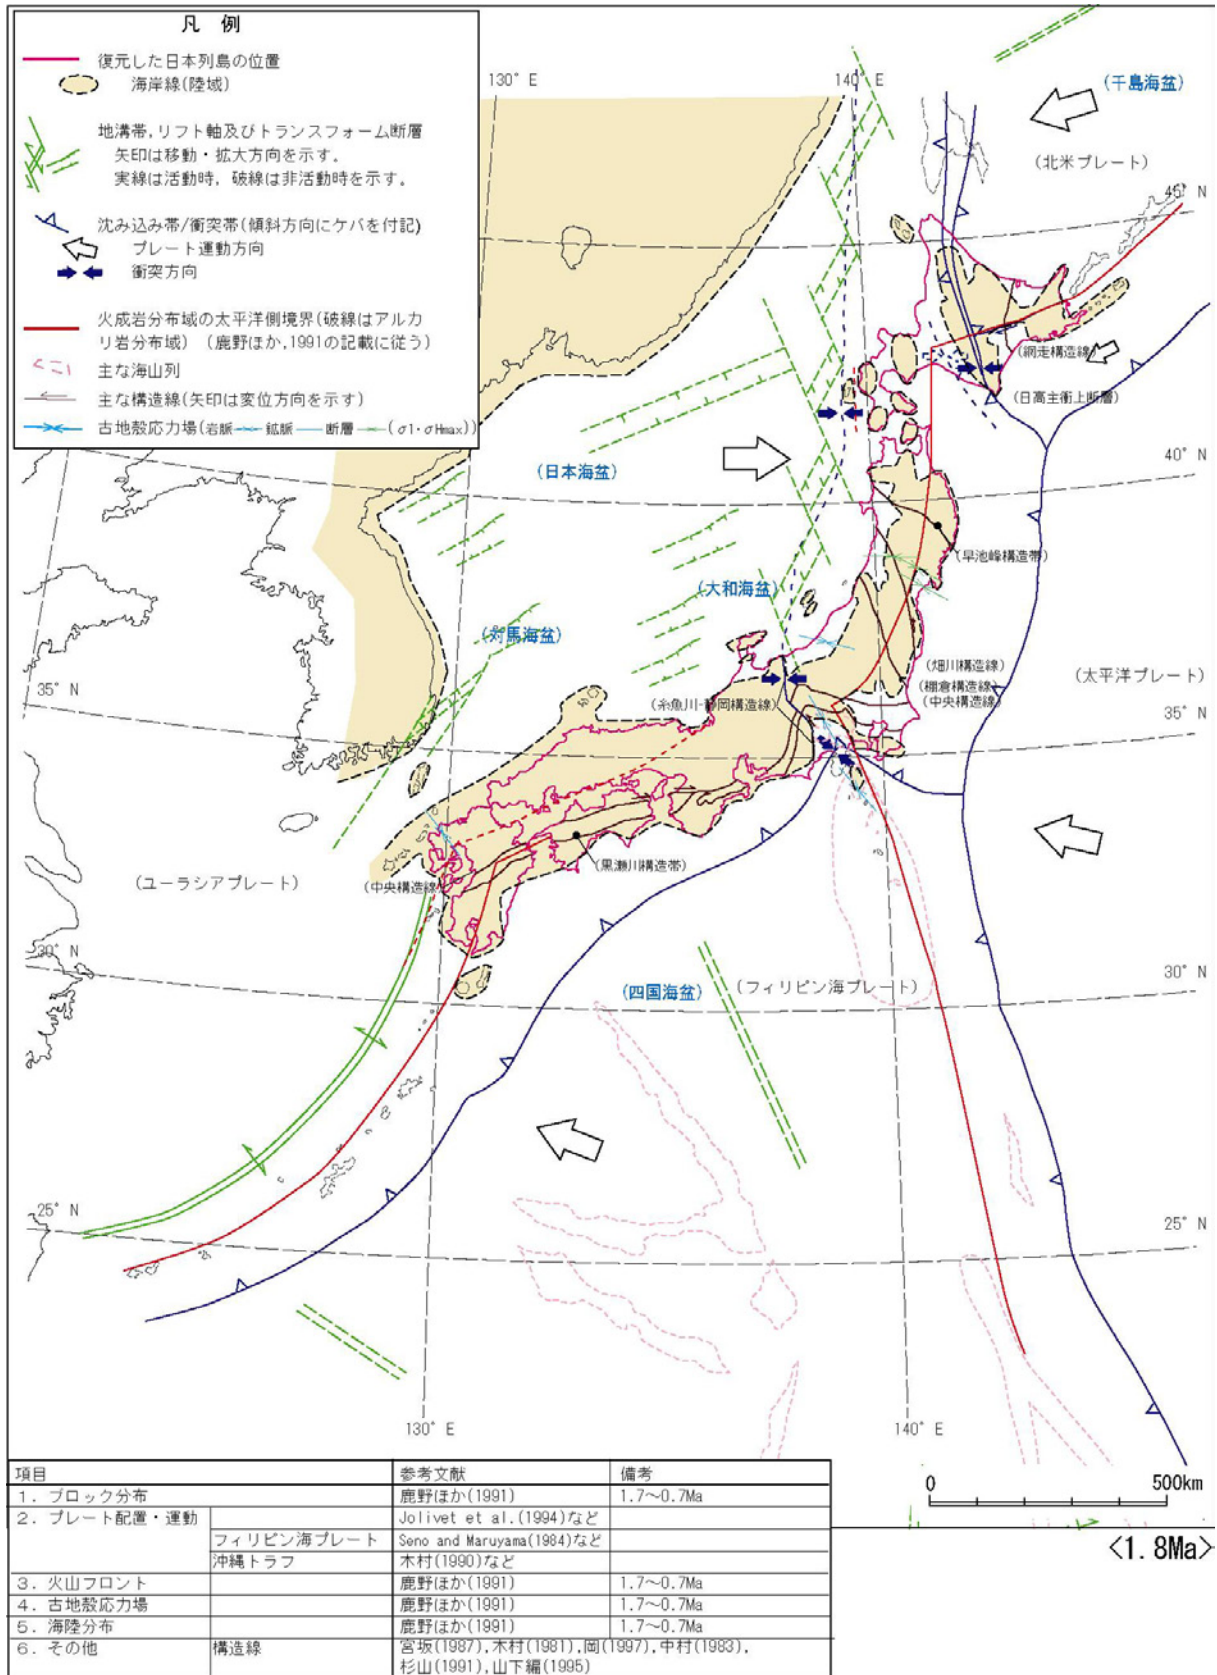 凡 例
復元した日本列島の位置
海岸線(陸域)
地溝帯,リフト軸及びトランスフォーム断層
矢印は移動・拡大方向を示す。
実線は活動時,破線は非活動時を示す。
沈み込み帯/衝突帯(傾斜方向にケバを付記)
プレート運動方向
衝突方向
火成岩分布域の太平洋側境界(破線はアルカ
リ岩分布域) (鹿野ほか,1991の記載に従う)
主な海山列
主な構造線(矢印は変位方向を示す)
古地殻応力場(岩脈 鉱脈 断層 (σ1・σHmax))
130° E
140° E
(千島海盆)
(北米プレート)
45° N
(網走構造線)
(日高主衝上断層)
40° N
(日本海盆)
(早池峰構造帯)
(大和海盆)
(対馬海盆)
(畑川構造線)
(棚倉構造線)
(中央構造線)
(太平洋プレート)
35° N
35° N
(糸魚川-静岡構造線)
(黒瀬川構造帯)
(中央構造線)
(ユーラシアプレート)
30° N
30° N
(四国海盆)
(フィリピン海プレート)
25° N
25° N
130° E
140° E
0 500km
<1.8Ma>
項目 参考文献 備考
1. ブロック分布 鹿野ほか(1991) 1.7～0.7Ma
2. プレート配置・運動 Jolivet et al.(1994)など
フィリピン海プレート Seno and Maruyama(1984)など
沖縄トラフ 木村(1990)など
3. 火山フロント 鹿野ほか(1991) 1.7～0.7Ma
4. 古地殻応力場 鹿野ほか(1991) 1.7～0.7Ma
5. 海陸分布 鹿野ほか(1991) 1.7～0.7Ma
6. その他 構造線 宮坂(1987),木村(1981),岡(1997),中村(1983),
杉山(1991),山下編(1995)